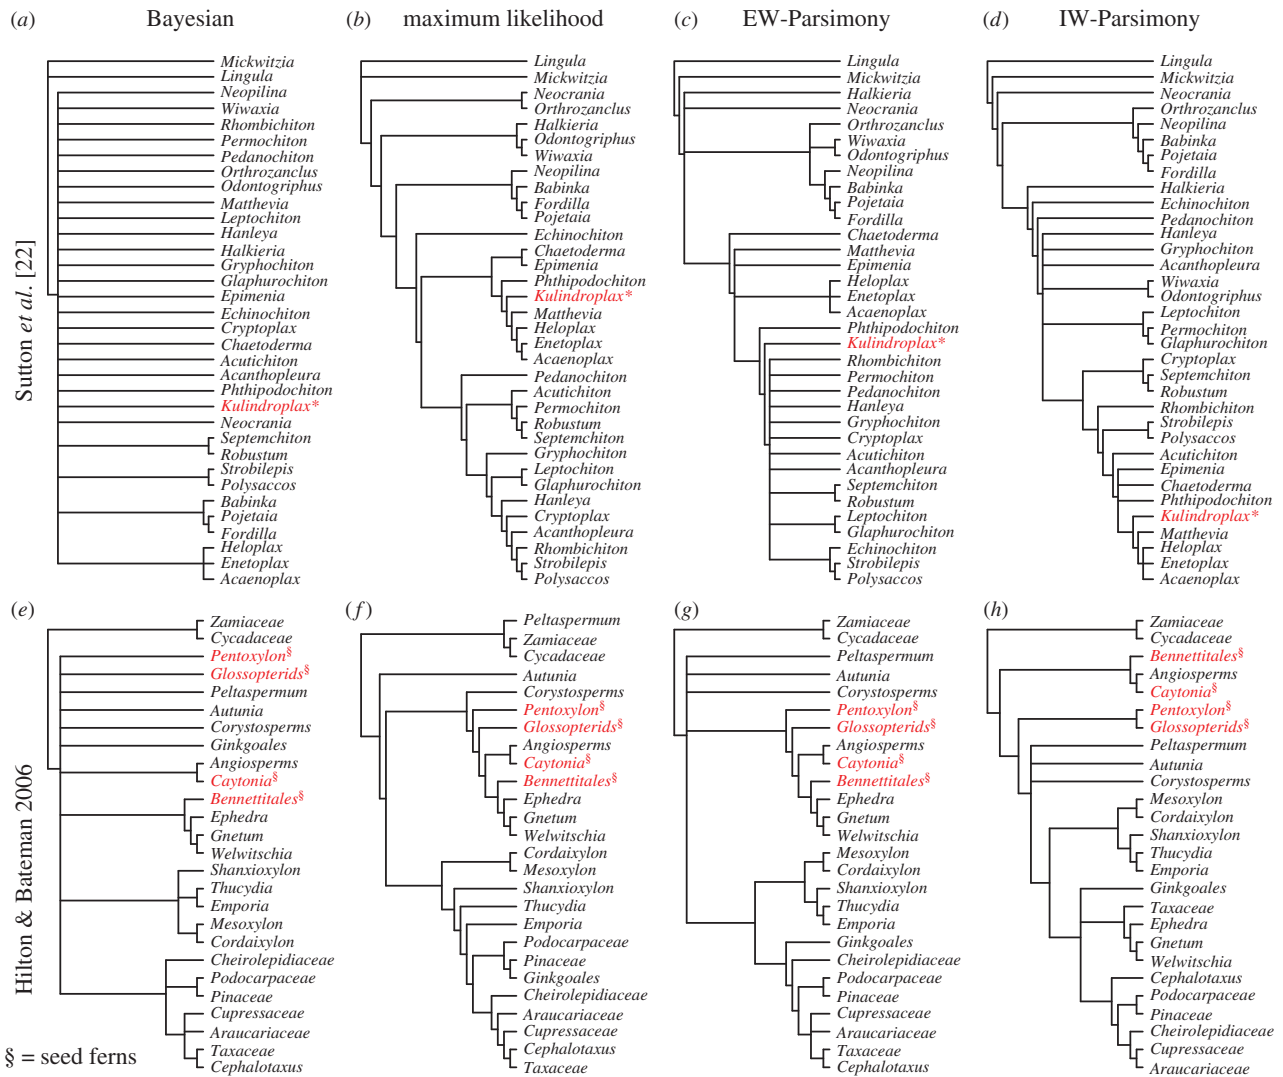 (a) Bayesian
Mickwitzia
Lingula
Neopilina
Wiwaxia
Rhombichiton
Permochiton
Pedanochiton
Orthrozanclus
Odontogriphus
Matthevia
Leptochiton
Hanleya
Halkieria
Gryphochiton
Glaphurochiton
Epimenia
Echinochiton
Cryptoplax
Chaetoderma
Acutichiton
Acanthopleura
Phthipodochiton
Kulindroplax*
Neocrania
Septemchiton
Robustum
Strobilepis
Polysaccos
Babinka
Pojetaia
Fordilla
Heloplax
Enetoplax
Acaenoplax
(b) maximum likelihood
Lingula
Mickwitzia
Neocrania
Orthrozanclus
Halkieria
Odontogriphus
Wiwaxia
Neopilina
Babinka
Fordilla
Pojetaia
Echinochiton
Chaetoderma
Epimenia
Phthipodochiton
Kulindroplax*
Matthevia
Heloplax
Enetoplax
Acaenoplax
Pedanochiton
Acutichiton
Permochiton
Robustum
Septemchiton
Gryphochiton
Leptochiton
Glaphurochiton
Hanleya
Cryptoplax
Acanthopleura
Rhombichiton
Strobilepis
Polysaccos
(c) EW-Parsimony
Lingula
Mickwitzia
Halkieria
Neocrania
Orthrozanclus
Wiwaxia
Odontogriphus
Neopilina
Babinka
Pojetaia
Fordilla
Chaetoderma
Matthevia
Epimenia
Heloplax
Enetoplax
Acaenoplax
Phthipodochiton
Kulindroplax*
Rhombichiton
Permochiton
Pedanochiton
Hanleya
Gryphochiton
Cryptoplax
Acutichiton
Acanthopleura
Septemchiton
Robustum
Leptochiton
Glaphurochiton
Echinochiton
Strobilepis
Polysaccos
(d) IW-Parsimony
Lingula
Mickwitzia
Neocrania
Orthrozanclus
Neopilina
Babinka
Pojetaia
Fordilla
Halkieria
Echinochiton
Pedanochiton
Hanleya
Gryphochiton
Acanthopleura
Wiwaxia
Odontogriphus
Leptochiton
Permochiton
Glaphurochiton
Cryptoplax
Septemchiton
Robustum
Rhombichiton
Strobilepis
Polysaccos
Acutichiton
Epimenia
Chaetoderma
Phthipodochiton
Kulindroplax*
Matthevia
Heloplax
Enetoplax
Acaenoplax
Sutton et al. [22]
(e)
Zamiaceae
Cycadaceae
Pentoxylon§
Glossopterids§
Peltaspermum
Autunia
Corystosperms
Ginkgoales
Angiosperms
Caytonia§
Bennettitales§
Ephedra
Gnetum
Welwitschia
Shanxioxylon
Thucydia
Emporia
Mesoxylon
Cordaixylon
Cheirolepidiaceae
Podocarpaceae
Pinaceae
Cupressaceae
Araucariaceae
Taxaceae
Cephalotaxus
(f)
Peltaspermum
Zamiaceae
Cycadaceae
Autunia
Corystosperms
Pentoxylon§
Glossopterids§
Angiosperms
Caytonia§
Bennettitales§
Ephedra
Gnetum
Welwitschia
Cordaixylon
Mesoxylon
Shanxioxylon
Thucydia
Emporia
Podocarpaceae
Pinaceae
Ginkgoales
Cheirolepidiaceae
Araucariaceae
Cupressaceae
Cephalotaxus
Taxaceae
(g)
Zamiaceae
Cycadaceae
Peltaspermum
Autunia
Corystosperms
Pentoxylon§
Glossopterids§
Angiosperms
Caytonia§
Bennettitales§
Ephedra
Gnetum
Welwitschia
Mesoxylon
Cordaixylon
Shanxioxylon
Thucydia
Emporia
Ginkgoales
Cheirolepidiaceae
Podocarpaceae
Pinaceae
Cupressaceae
Araucariaceae
Taxaceae
Cephalotaxus
(h)
Zamiaceae
Cycadaceae
Bennettitales§
Angiosperms
Caytonia§
Pentoxylon§
Glossopterids§
Peltaspermum
Autunia
Corystosperms
Mesoxylon
Cordaixylon
Shanxioxylon
Thucydia
Emporia
Ginkgoales
Taxaceae
Ephedra
Gnetum
Welwitschia
Cephalotaxus
Podocarpaceae
Pinaceae
Cheirolepidiaceae
Cupressaceae
Araucariaceae
Hilton & Bateman 2006
§ = seed ferns